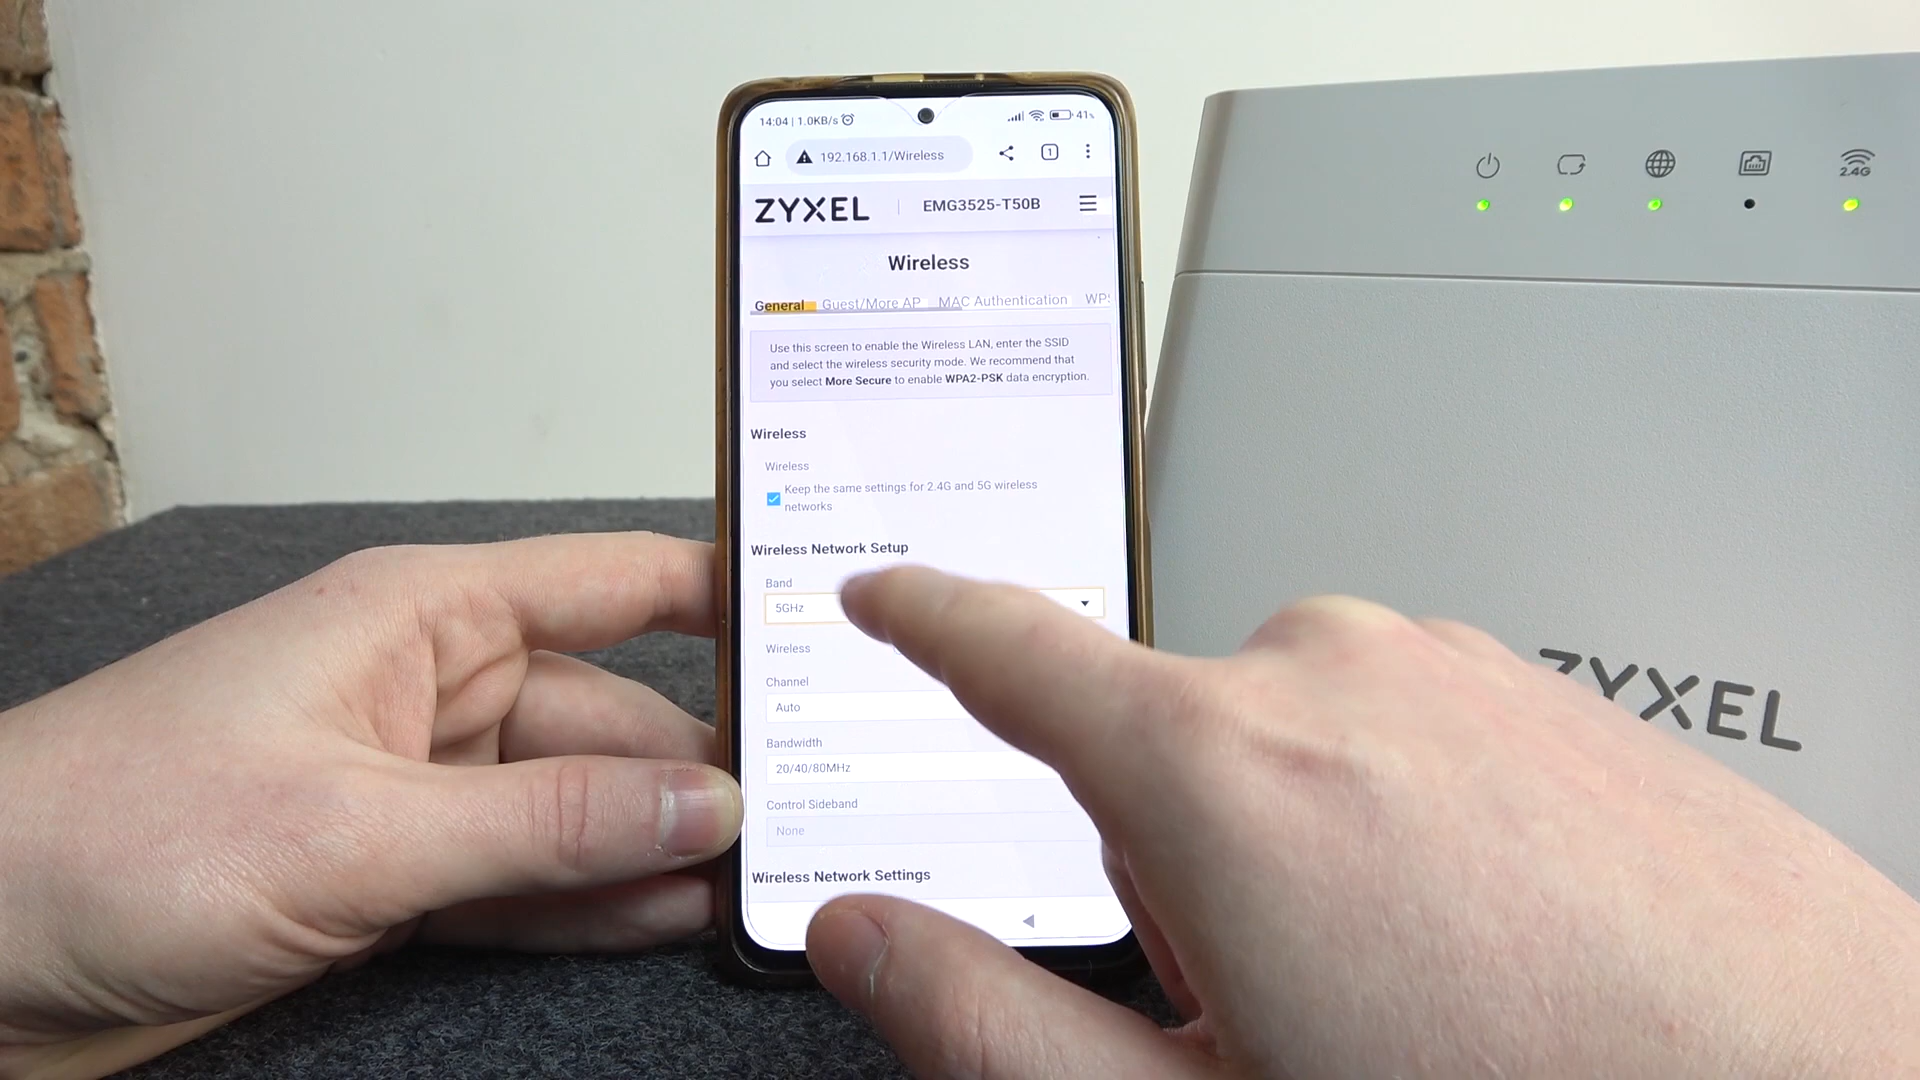 14:04 | 1.0KB/s
41%
192.168.1.1/Wireless
1
ZYXEL
EMG3525-T50B
Wireless
General
Guest/More AP
MAC Authentication
WPS
Use this screen to enable the Wireless LAN, enter the SSID
and select the wireless security mode. We recommend that
you select More Secure to enable WPA2-PSK data encryption.
Wireless
Wireless
Keep the same settings for 2.4G and 5G wireless
networks
Wireless Network Setup
Band
5GHz
Wireless
Channel
Auto
Bandwidth
20/40/80MHz
Control Sideband
None
Wireless Network Settings
2.4G
ZYXEL